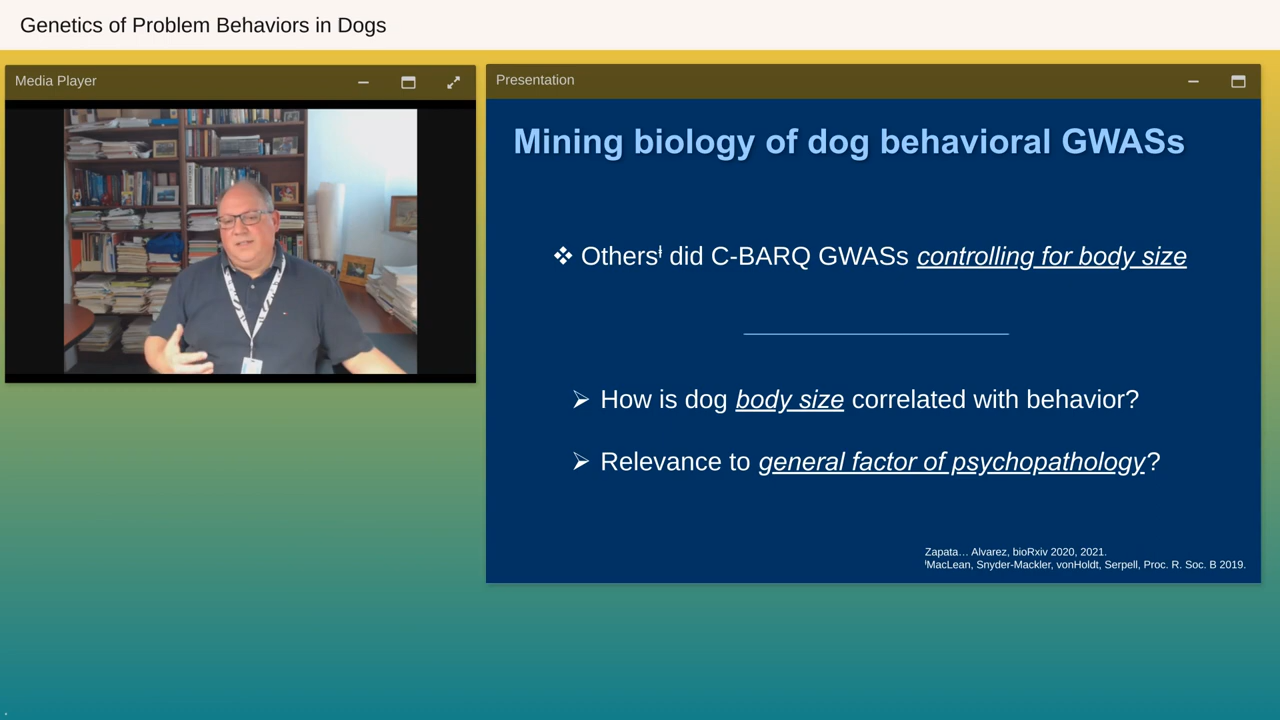 Genetics of Problem Behaviors in Dogs
Media Player
Presentation
Mining biology of dog behavioral GWASs
❖ Othersƚ did C-BARQ GWASs controlling for body size
➢ How is dog body size correlated with behavior?
➢ Relevance to general factor of psychopathology?
Zapata… Alvarez, bioRxiv 2020, 2021.
ƚMacLean, Snyder-Mackler, vonHoldt, Serpell, Proc. R. Soc. B 2019.